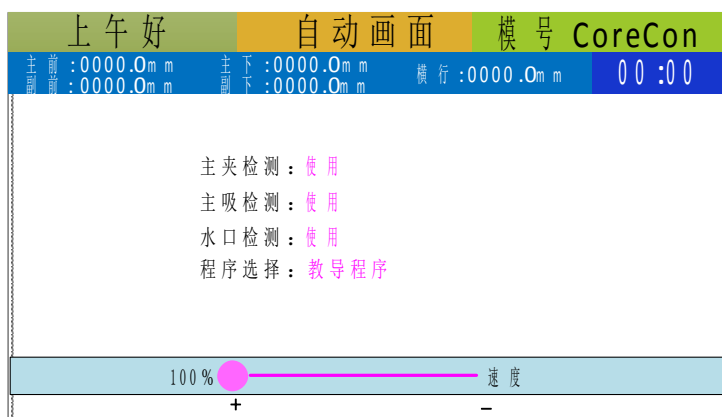 上午好 自动画面 模号 CoreCon
主前:0000.0mm 主下:0000.0mm 横行:0000.0mm 00:00
副前:0000.0mm 副下:0000.0mm
主夹检测：使用
主吸检测：使用
水口检测：使用
程序选择：教导程序
100% 速度
+ −